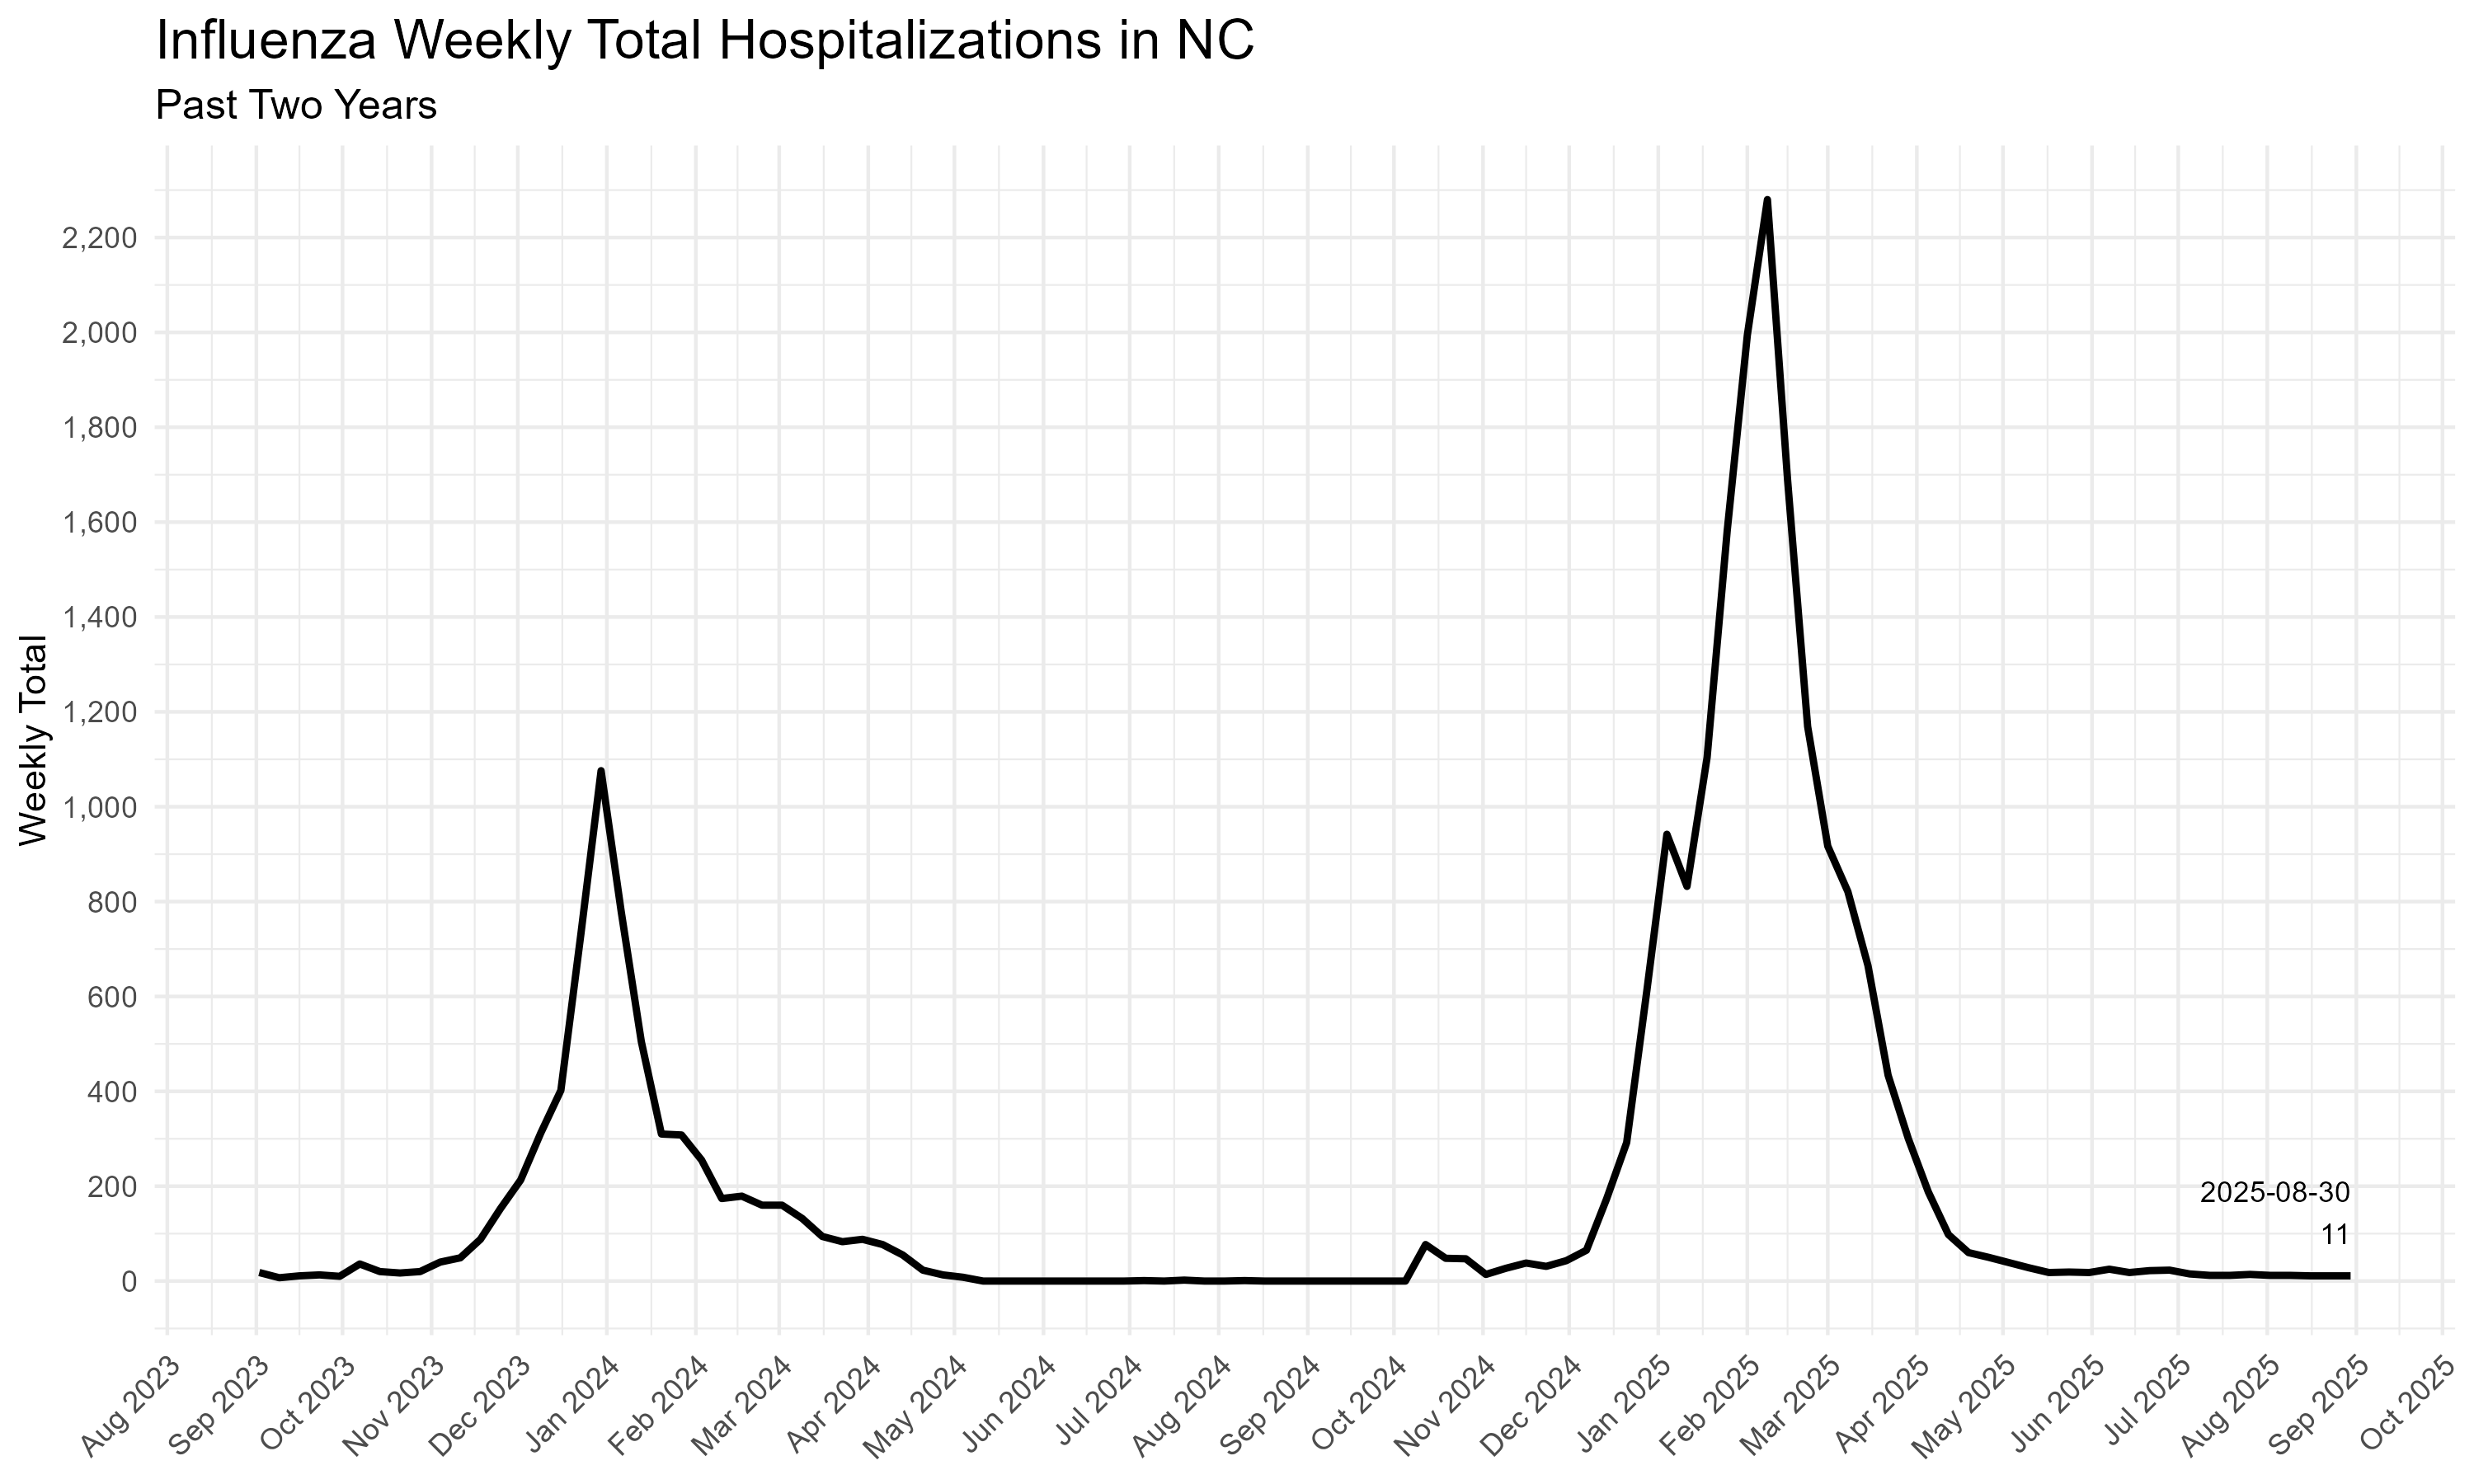 Influenza Weekly Total Hospitalizations in NC
Past Two Years
Weekly Total
2,200
2,000
1,800
1,600
1,400
1,200
1,000
800
600
400
200
0
2025-08-30
11
Aug 2023
Sep 2023
Oct 2023
Nov 2023
Dec 2023
Jan 2024
Feb 2024
Mar 2024
Apr 2024
May 2024
Jun 2024
Jul 2024
Aug 2024
Sep 2024
Oct 2024
Nov 2024
Dec 2024
Jan 2025
Feb 2025
Mar 2025
Apr 2025
May 2025
Jun 2025
Jul 2025
Aug 2025
Sep 2025
Oct 2025